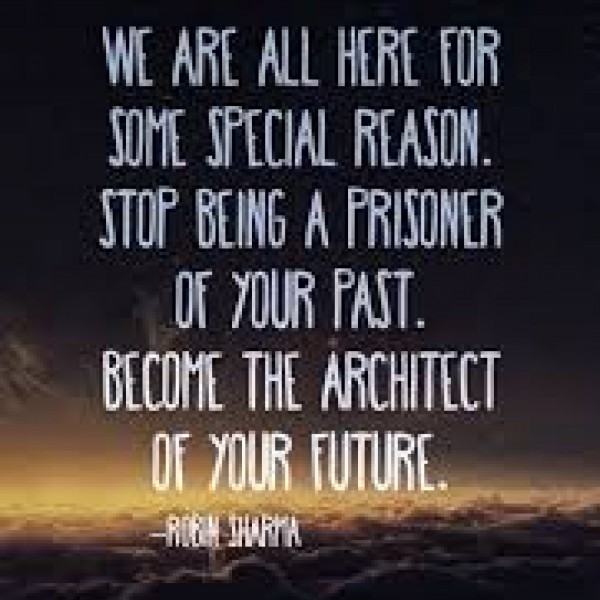 WE ARE ALL HERE FOR
SOME SPECIAL REASON.
STOP BEING A PRISONER
OF YOUR PAST.
BECOME THE ARCHITECT
OF YOUR FUTURE.
–ROBIN SHARMA